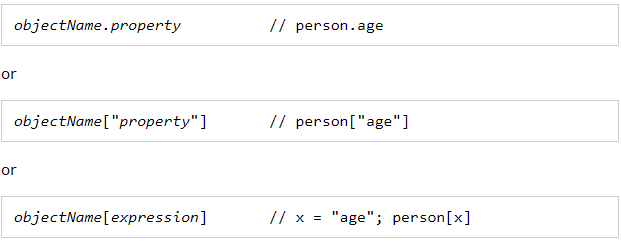 objectName.property          // person.age
or
objectName["property"]       // person["age"]
or
objectName[expression]       // x = "age"; person[x]